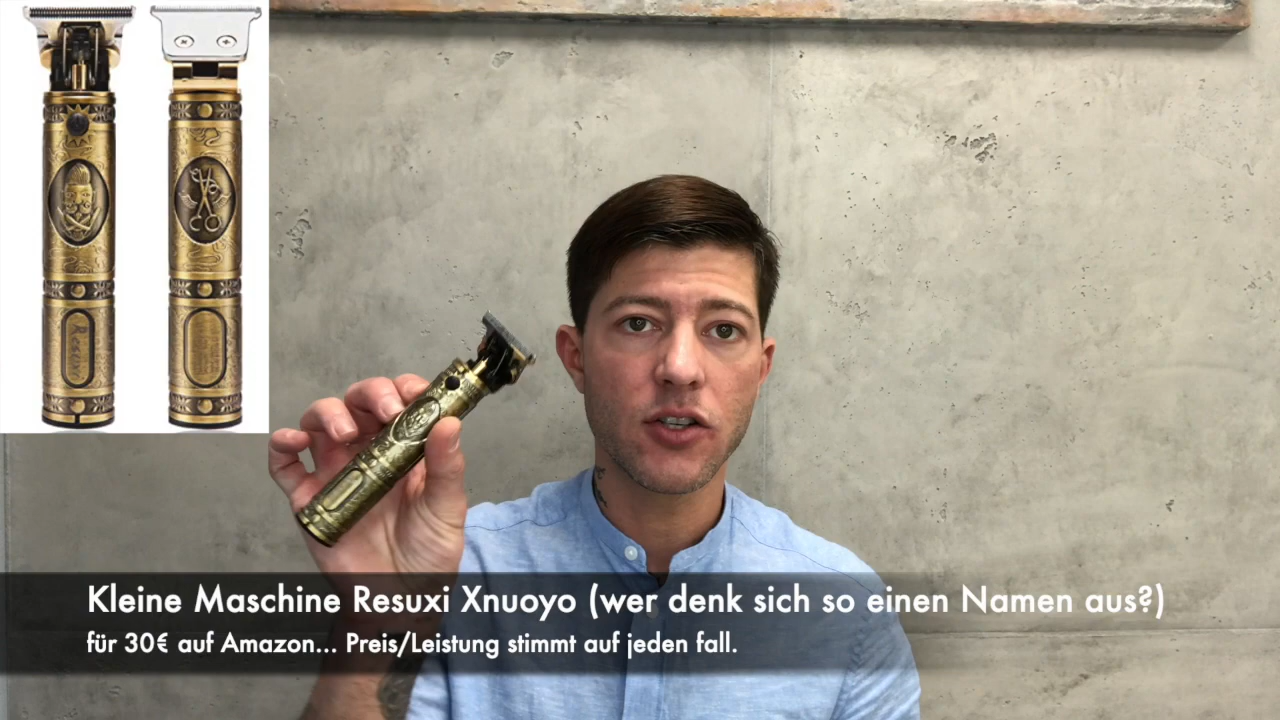 Resuxi
Kleine Maschine Resuxi Xnuoyo (wer denk sich so einen Namen aus?)
für 30€ auf Amazon... Preis/Leistung stimmt auf jeden fall.